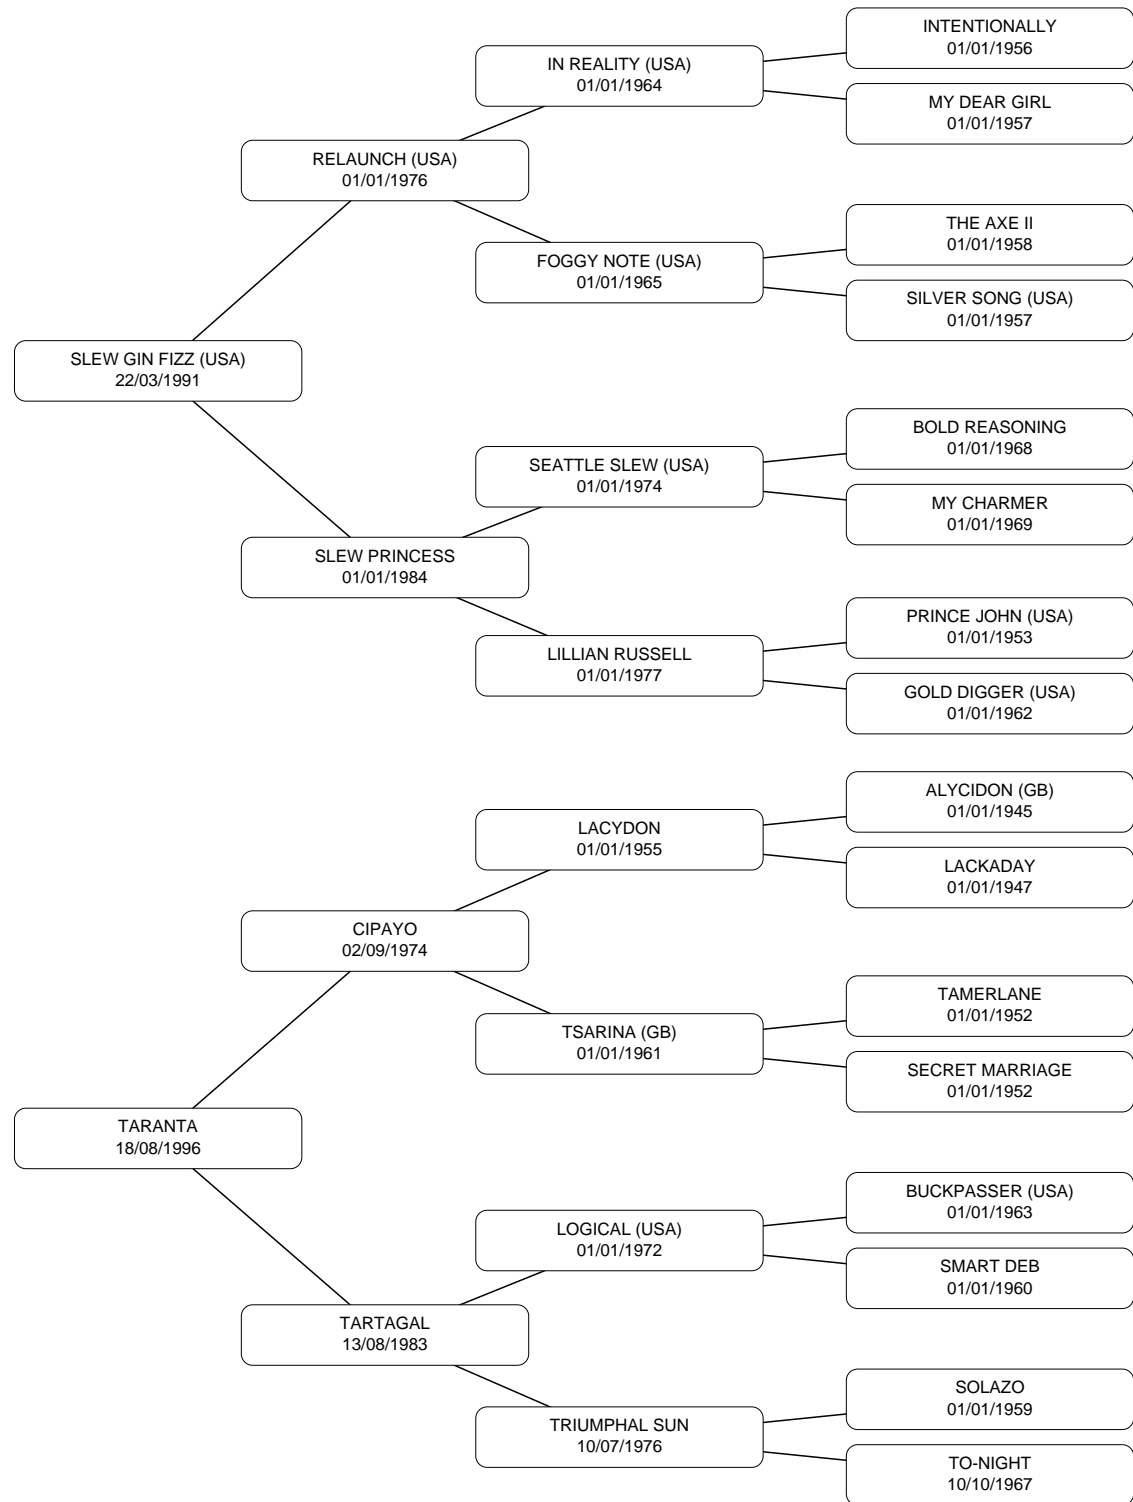 INTENTIONALLY
01/01/1956
IN REALITY (USA)
01/01/1964
MY DEAR GIRL
01/01/1957
RELAUNCH (USA)
01/01/1976
THE AXE II
01/01/1958
FOGGY NOTE (USA)
01/01/1965
SILVER SONG (USA)
01/01/1957
SLEW GIN FIZZ (USA)
22/03/1991
BOLD REASONING
01/01/1968
SEATTLE SLEW (USA)
01/01/1974
MY CHARMER
01/01/1969
SLEW PRINCESS
01/01/1984
PRINCE JOHN (USA)
01/01/1953
LILLIAN RUSSELL
01/01/1977
GOLD DIGGER (USA)
01/01/1962
ALYCIDON (GB)
01/01/1945
LACYDON
01/01/1955
LACKADAY
01/01/1947
CIPAYO
02/09/1974
TAMERLANE
01/01/1952
TSARINA (GB)
01/01/1961
SECRET MARRIAGE
01/01/1952
TARANTA
18/08/1996
BUCKPASSER (USA)
01/01/1963
LOGICAL (USA)
01/01/1972
SMART DEB
01/01/1960
TARTAGAL
13/08/1983
SOLAZO
01/01/1959
TRIUMPHAL SUN
10/07/1976
TO-NIGHT
10/10/1967